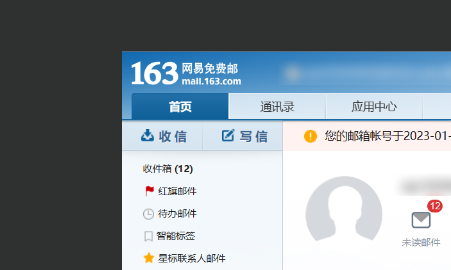 163 网易免费邮
mail.163.com
首页 通讯录 应用中心
收信 写信
您的邮箱帐号于2023-01-
收件箱 (12)
红旗邮件
待办邮件
智能标签
星标联系人邮件
12
未读邮件